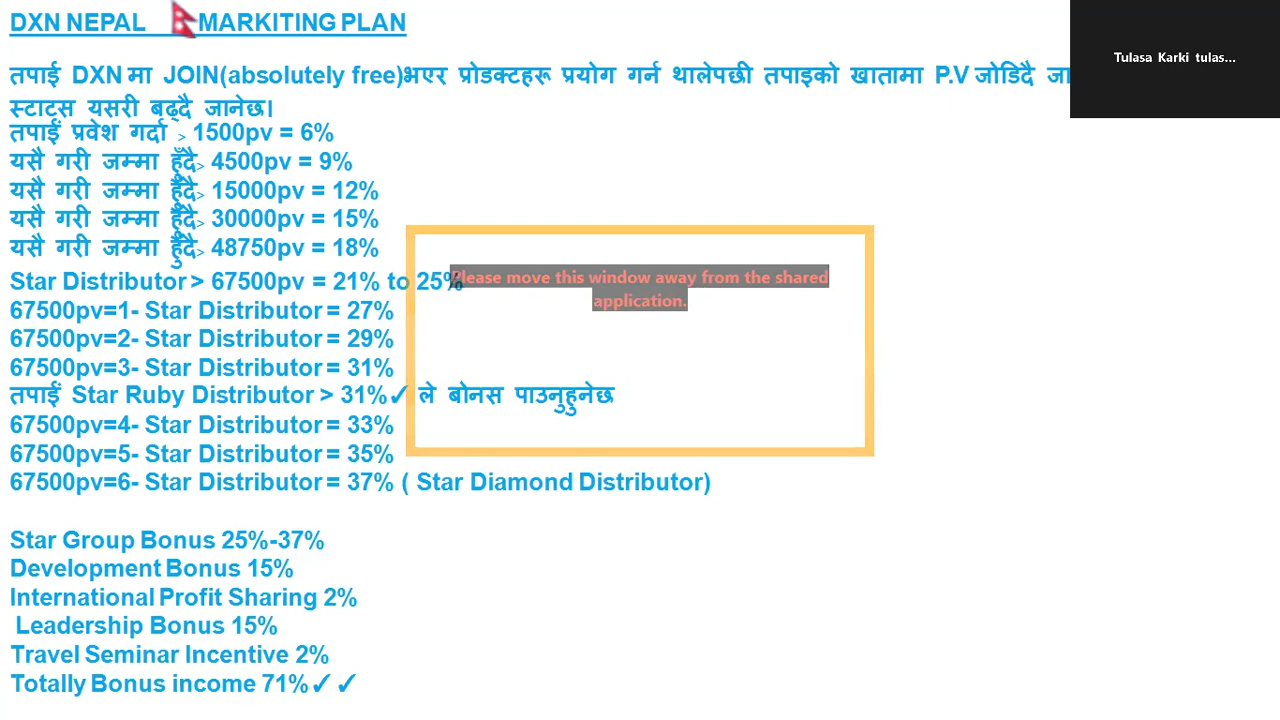 DXN NEPAL MARKITING PLAN
Tulasa Karki tulas...
तपाई DXN मा JOIN(absolutely free)भएर प्रोडक्टहरू प्रयोग गर्न थालेपछी तपाइको खातामा P.V जोडिदै जा
स्टाटस यसरी बढ्दै जानेछ।
तपाईं प्रवेश गर्दा > 1500pv = 6%
यसै गरी जम्मा हुँदै> 4500pv = 9%
यसै गरी जम्मा हुँदै> 15000pv = 12%
यसै गरी जम्मा हुँदै> 30000pv = 15%
यसै गरी जम्मा हुँदै> 48750pv = 18%
Star Distributor > 67500pv = 21% to 25%
Please move this window away from the shared
application.
67500pv=1- Star Distributor = 27%
67500pv=2- Star Distributor = 29%
67500pv=3- Star Distributor = 31%
तपाईं Star Ruby Distributor > 31%✓ ले बोनस पाउनुहुनेछ
67500pv=4- Star Distributor = 33%
67500pv=5- Star Distributor = 35%
67500pv=6- Star Distributor = 37% ( Star Diamond Distributor)
Star Group Bonus 25%-37%
Development Bonus 15%
International Profit Sharing 2%
Leadership Bonus 15%
Travel Seminar Incentive 2%
Totally Bonus income 71%✓ ✓